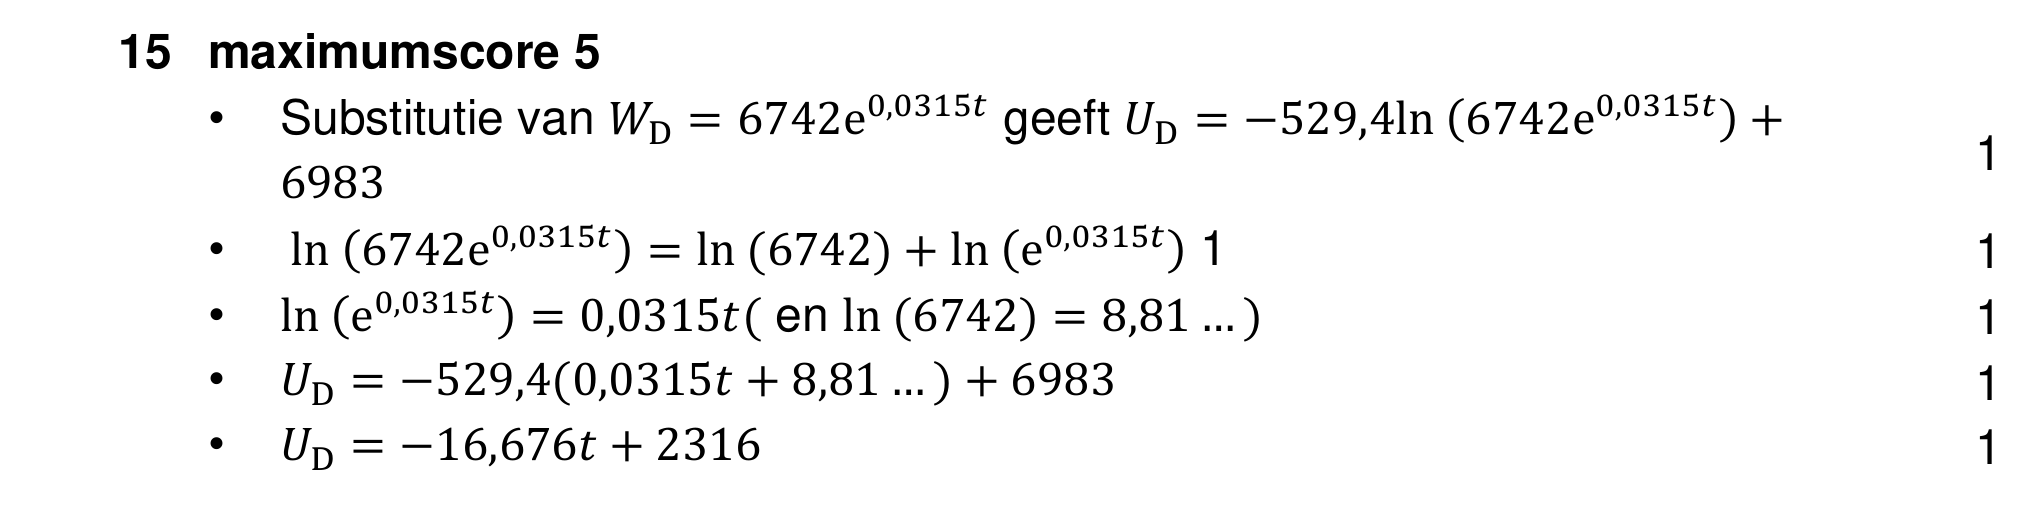 15 maximumscore 5
• Substitutie van W_D = 6742e^{0,0315t} geeft U_D = −529,4ln (6742e^{0,0315t}) +
6983 1
• ln (6742e^{0,0315t}) = ln (6742) + ln (e^{0,0315t}) 1 1
• ln (e^{0,0315t}) = 0,0315t( en ln (6742) = 8,81 … ) 1
• U_D = −529,4(0,0315t + 8,81 … ) + 6983 1
• U_D = −16,676t + 2316 1